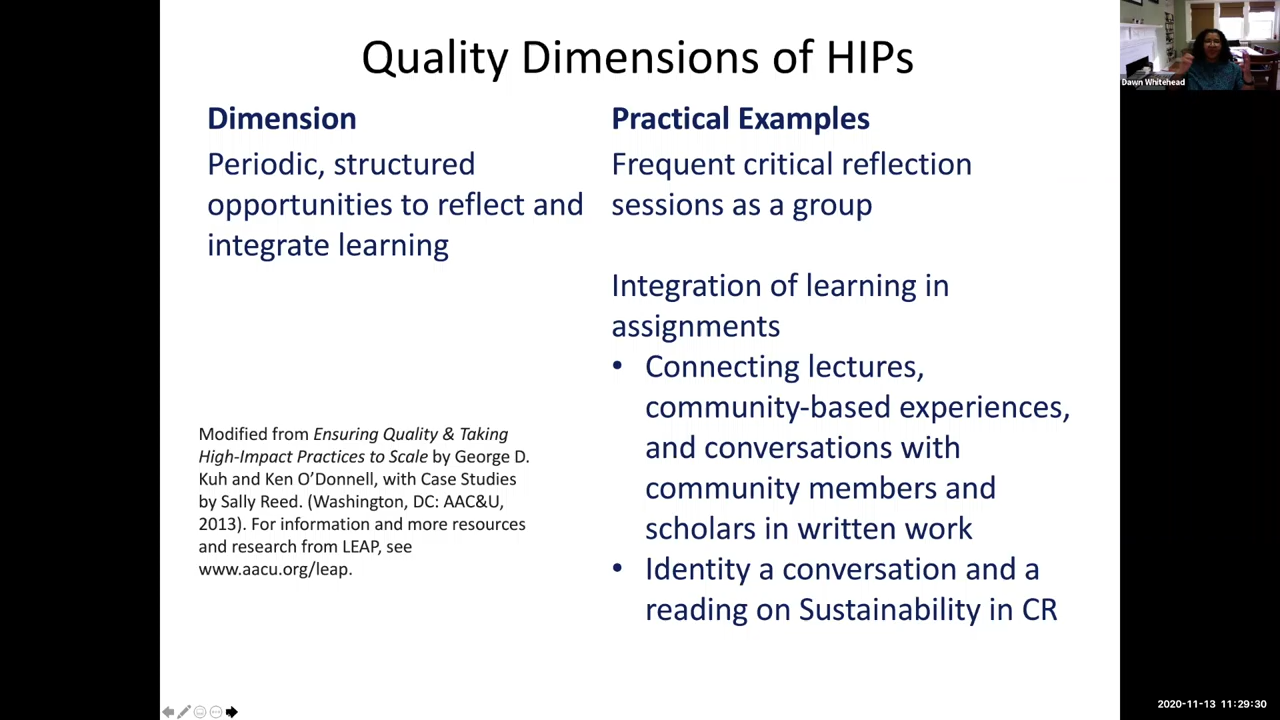 Quality Dimensions of HIPs
Dimension
Periodic, structured
opportunities to reflect and
integrate learning
Practical Examples
Frequent critical reflection
sessions as a group
Integration of learning in
assignments
• Connecting lectures,
community-based experiences,
and conversations with
community members and
scholars in written work
• Identity a conversation and a
reading on Sustainability in CR
Modified from Ensuring Quality & Taking
High-Impact Practices to Scale by George D.
Kuh and Ken O’Donnell, with Case Studies
by Sally Reed. (Washington, DC: AAC&U,
2013). For information and more resources
and research from LEAP, see
www.aacu.org/leap.
Dawn Whitehead
2020-11-13 11:29:30